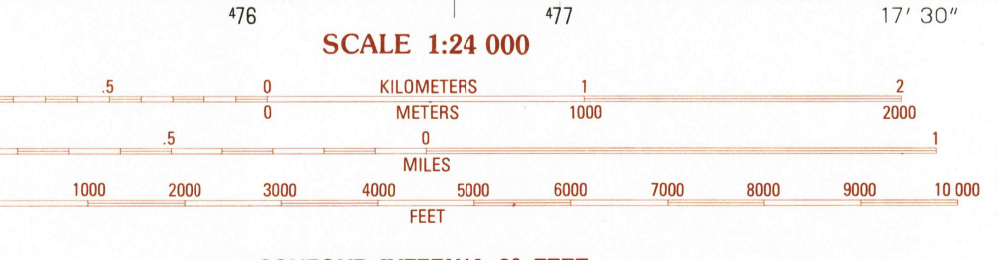 ⁴76 ⁴77 17' 30"
SCALE 1:24 000
.5 0 KILOMETERS 1 2
0 METERS 1000 2000
.5 0 1
MILES
1000 2000 3000 4000 5000 6000 7000 8000 9000 10 000
FEET